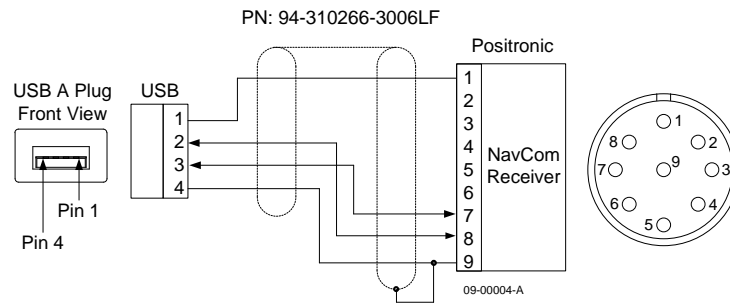 PN: 94-310266-3006LF
Positronic
USB A Plug
Front View
USB
Pin 1
Pin 4
1
2
3
4
1
2
3
4
5
6
7
8
9
NavCom
Receiver
1
2
3
4
5
6
7
8
9
09-00004-A